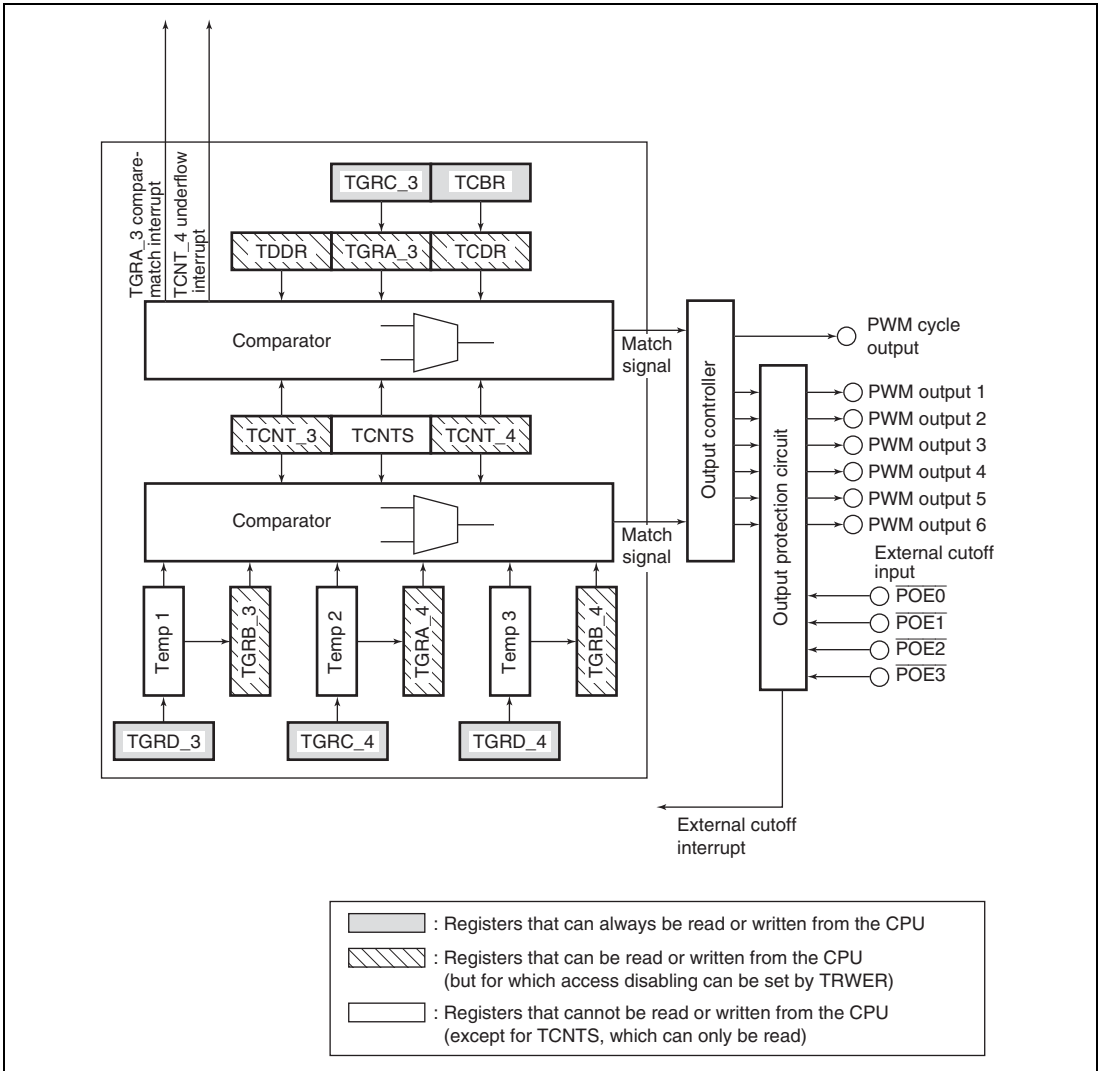 TGRA_3 compare-
match interrupt
TCNT_4 underflow
interrupt
TGRC_3
TCBR
TDDR
TGRA_3
TCDR
Comparator
Match
signal
PWM cycle
output
Output controller
Output protection circuit
PWM output 1
PWM output 2
PWM output 3
PWM output 4
PWM output 5
PWM output 6
TCNT_3
TCNTS
TCNT_4
Comparator
Match
signal
External cutoff
input
POE0
POE1
POE2
POE3
Temp 1
TGRB_3
Temp 2
TGRA_4
Temp 3
TGRB_4
TGRD_3
TGRC_4
TGRD_4
External cutoff
interrupt
: Registers that can always be read or written from the CPU
: Registers that can be read or written from the CPU
(but for which access disabling can be set by TRWER)
: Registers that cannot be read or written from the CPU
(except for TCNTS, which can only be read)